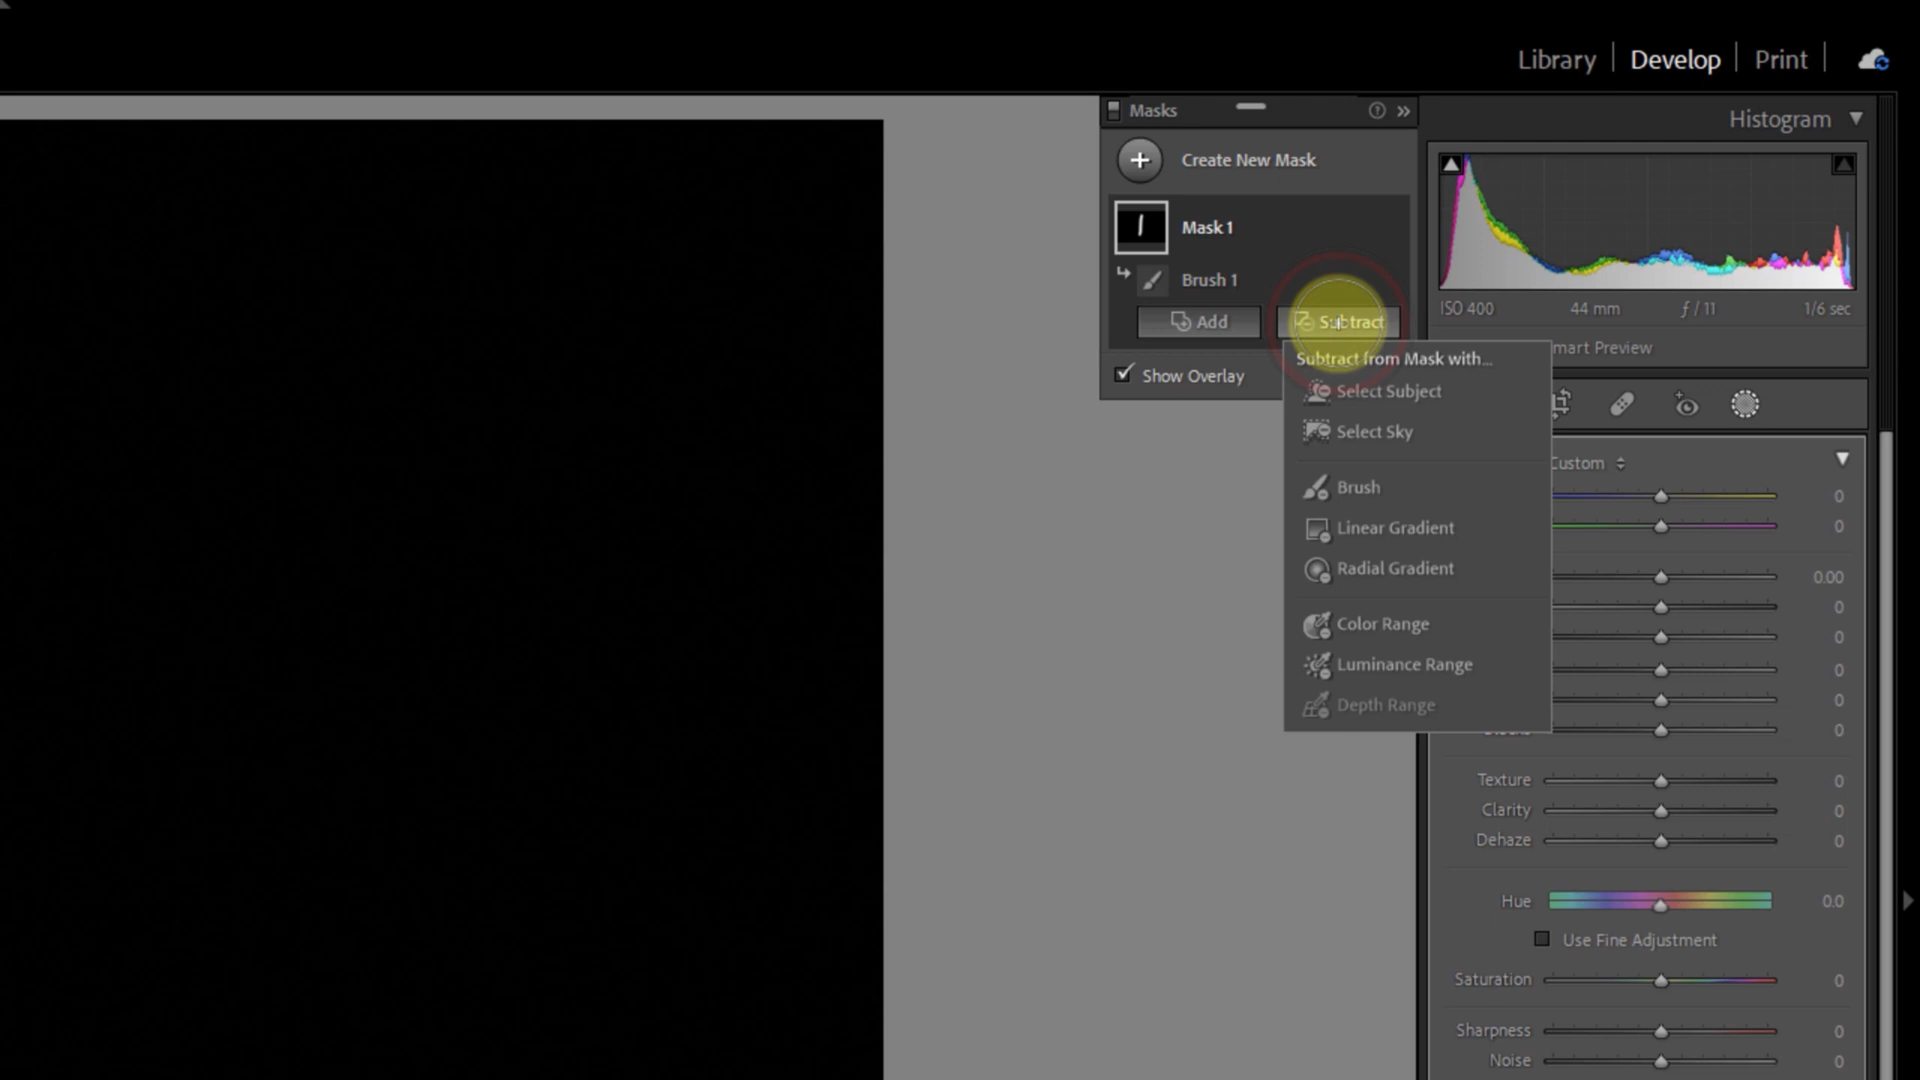 Library Develop Print
Masks
Histogram
Create New Mask
Mask 1
Brush 1
Add Subtract
Show Overlay
ISO 400 44 mm ƒ / 11 1/6 sec
mart Preview
Subtract from Mask with...
Select Subject
Select Sky
Brush
Linear Gradient
Radial Gradient
Color Range
Luminance Range
Depth Range
Custom
0
0
0.00
0
0
0
0
0
Texture 0
Clarity 0
Dehaze 0
Hue 0.0
Use Fine Adjustment
Saturation 0
Sharpness 0
Noise 0